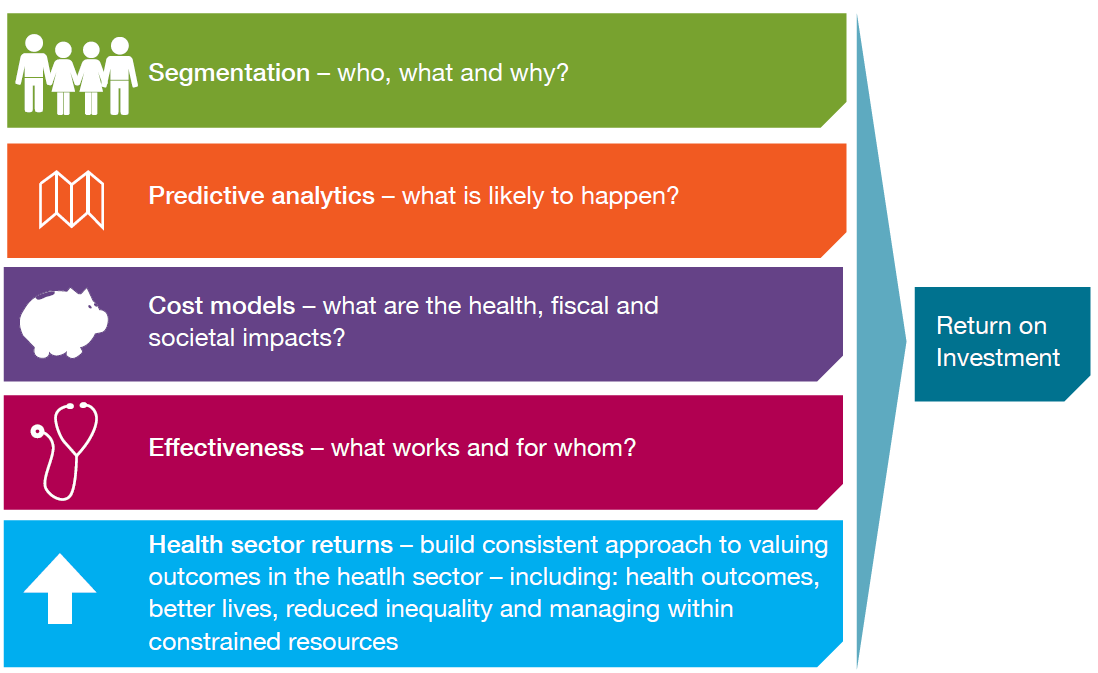 Segmentation – who, what and why?
Predictive analytics – what is likely to happen?
Cost models – what are the health, fiscal and
societal impacts?
Effectiveness – what works and for whom?
Health sector returns – build consistent approach to valuing
outcomes in the heatlh sector – including: health outcomes,
better lives, reduced inequality and managing within
constrained resources
Return on
Investment